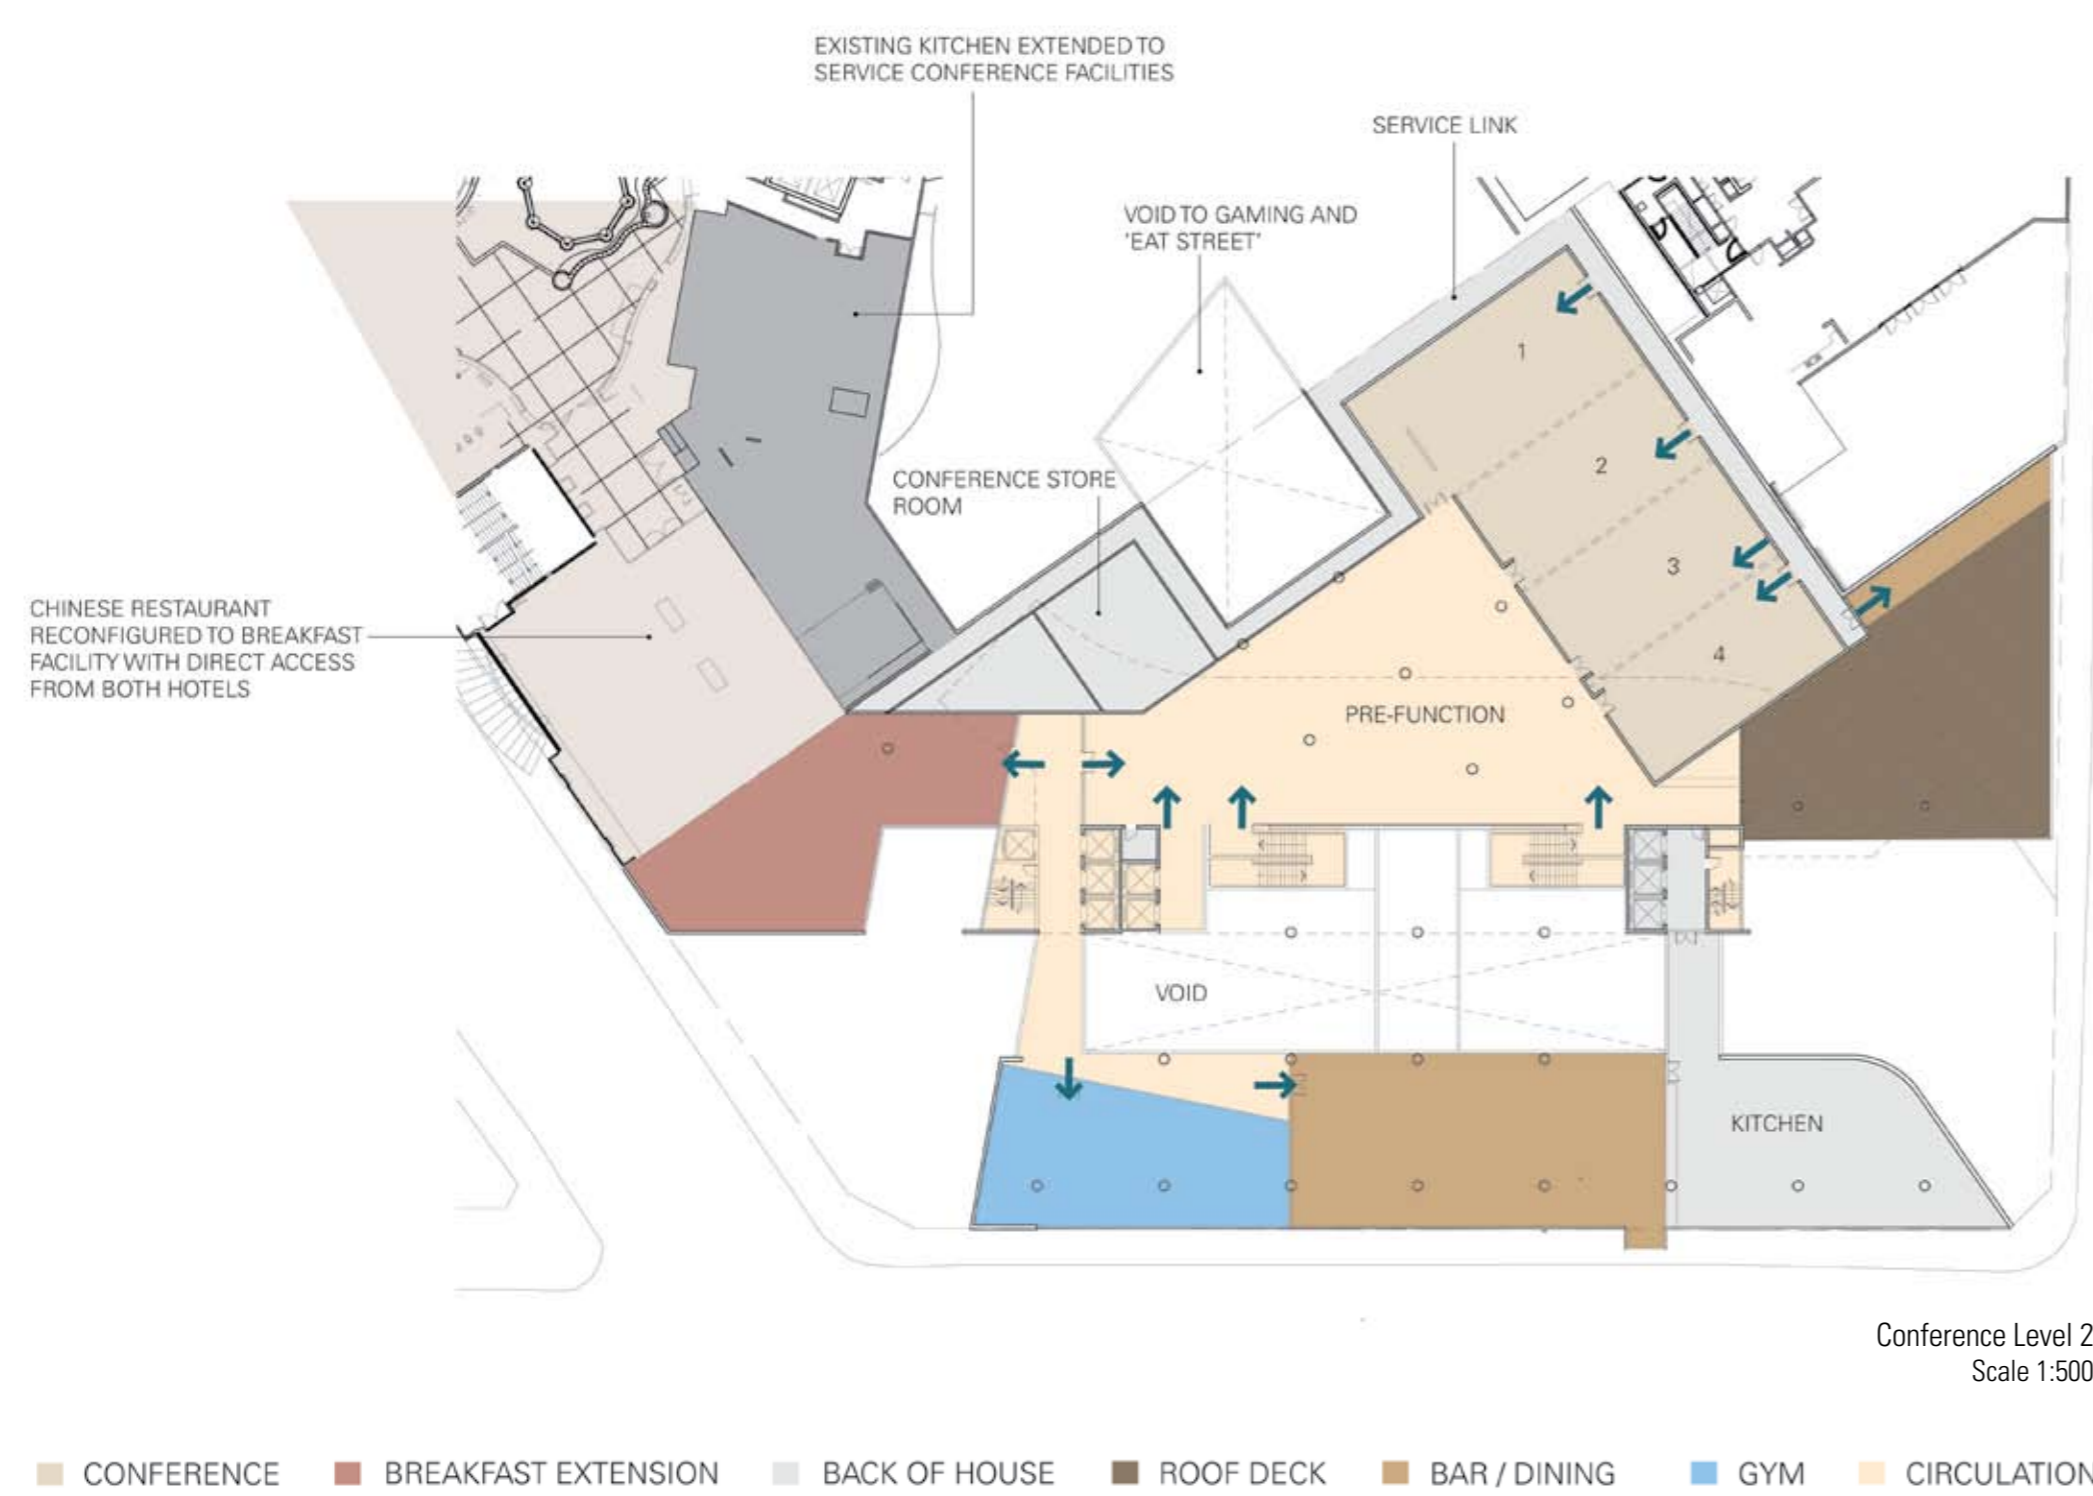 EXISTING KITCHEN EXTENDED TO
SERVICE CONFERENCE FACILITIES
SERVICE LINK
VOID TO GAMING AND
'EAT STREET'
1
2
CONFERENCE STORE
ROOM
3
CHINESE RESTAURANT
RECONFIGURED TO BREAKFAST
FACILITY WITH DIRECT ACCESS
FROM BOTH HOTELS
4
PRE-FUNCTION
VOID
KITCHEN
Conference Level 2
Scale 1:500
CONFERENCE
BREAKFAST EXTENSION
BACK OF HOUSE
ROOF DECK
BAR / DINING
GYM
CIRCULATION